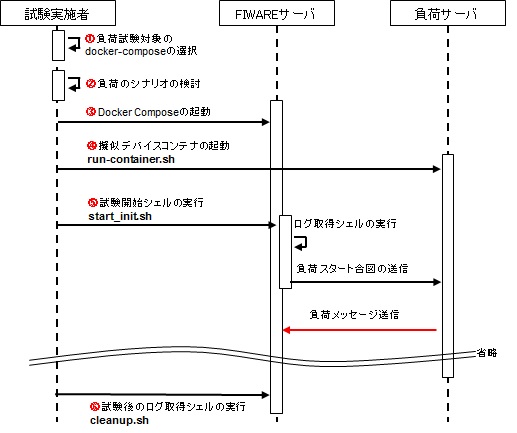 試験実施者
FIWAREサーバ
負荷サーバ
①負荷試験対象の
docker-composeの選択
②負荷のシナリオの検討
③Docker Composeの起動
④擬似デバイスコンテナの起動
run-container.sh
⑤試験開始シェルの実行
start_init.sh
ログ取得シェルの実行
負荷スタート合図の送信
負荷メッセージ送信
省略
⑥試験後のログ取得シェルの実行
cleanup.sh